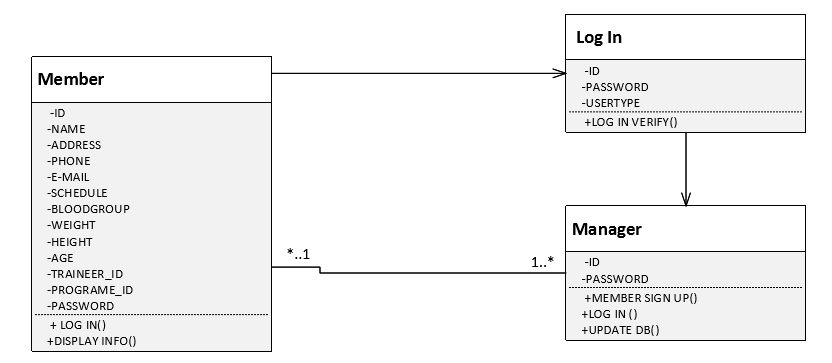 Member
-ID
-NAME
-ADDRESS
-PHONE
-E-MAIL
-SCHEDULE
-BLOODGROUP
-WEIGHT
-HEIGHT
-AGE
-TRAINEER_ID
-PROGRAME_ID
-PASSWORD
+ LOG IN()
+DISPLAY INFO()
*..1
1..*
Log In
-ID
-PASSWORD
-USERTYPE
+LOG IN VERIFY()
Manager
-ID
-PASSWORD
+MEMBER SIGN UP()
+LOG IN ()
+UPDATE DB()